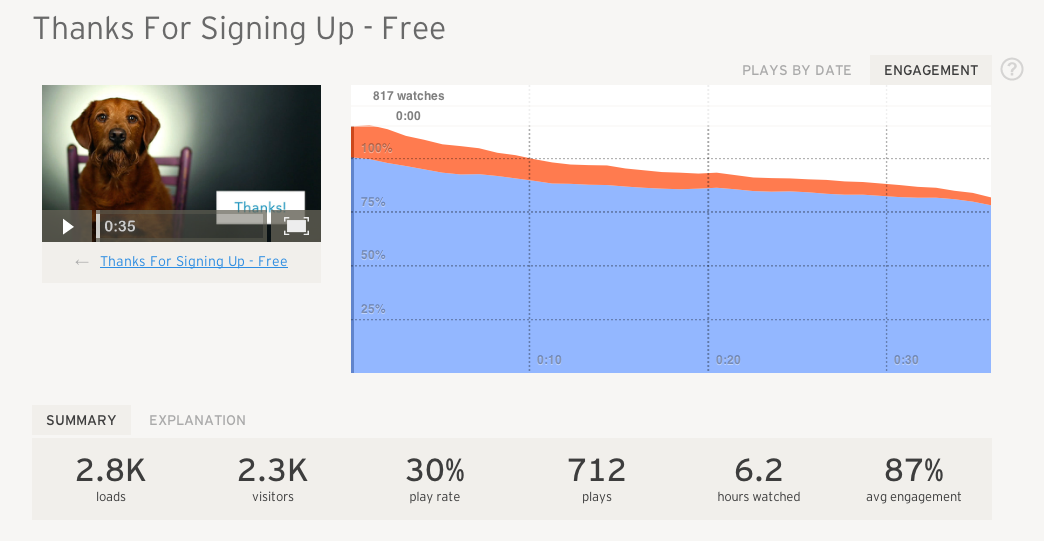 Thanks For Signing Up - Free
PLAYS BY DATE
ENGAGEMENT
?
817 watches
0:00
100%
75%
50%
25%
0:10
0:20
0:30
Thanks!
0:35
← Thanks For Signing Up - Free
SUMMARY
EXPLANATION
2.8K
loads
2.3K
visitors
30%
play rate
712
plays
6.2
hours watched
87%
avg engagement